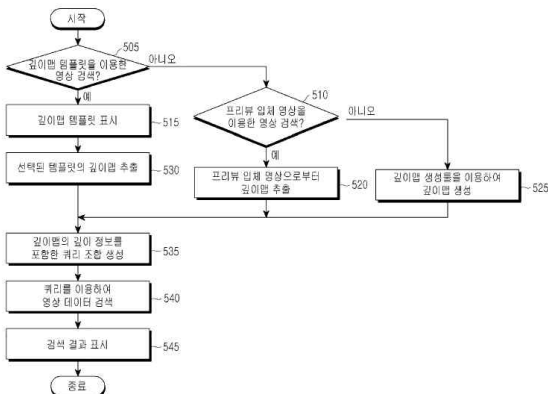 시작
505
깊이맵 템플릿을 이용한
영상 검색?
아니오
예
510
프리뷰 입체 영상을
이용한 영상 검색?
아니오
예
깊이맵 템플릿 표시
515
선택된 템플릿의 깊이맵 추출
530
프리뷰 입체 영상으로부터
깊이맵 추출
520
깊이맵 생성툴을 이용하여
깊이맵 생성
525
깊이맵의 깊이 정보를
포함한 쿼리 조합 생성
535
쿼리를 이용하여
영상 데이터 검색
540
검색 결과 표시
545
종료